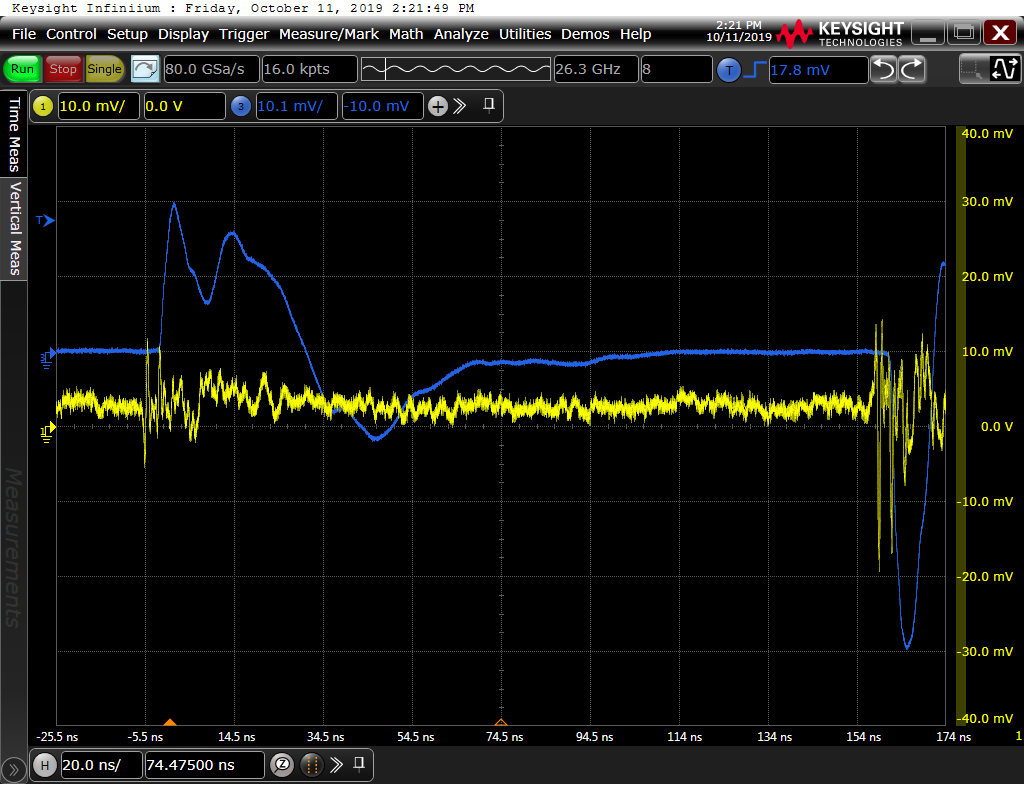 Keysight Infiniium : Friday, October 11, 2019 2:21:49 PM
File Control Setup Display Trigger Measure/Mark Math Analyze Utilities Demos Help
2:21 PM
10/11/2019
KEYSIGHT
TECHNOLOGIES
Run Stop Single 80.0 GSa/s 16.0 kpts 26.3 GHz 8 T 17.8 mV
1 10.0 mV/ 0.0 V 3 10.1 mV/ -10.0 mV
Time Meas
Vertical Meas
Measurements
T
40.0 mV
30.0 mV
20.0 mV
10.0 mV
0.0 V
-10.0 mV
-20.0 mV
-30.0 mV
-40.0 mV
-25.5 ns -5.5 ns 14.5 ns 34.5 ns 54.5 ns 74.5 ns 94.5 ns 114 ns 134 ns 154 ns 174 ns 1
H 20.0 ns/ 74.47500 ns Z